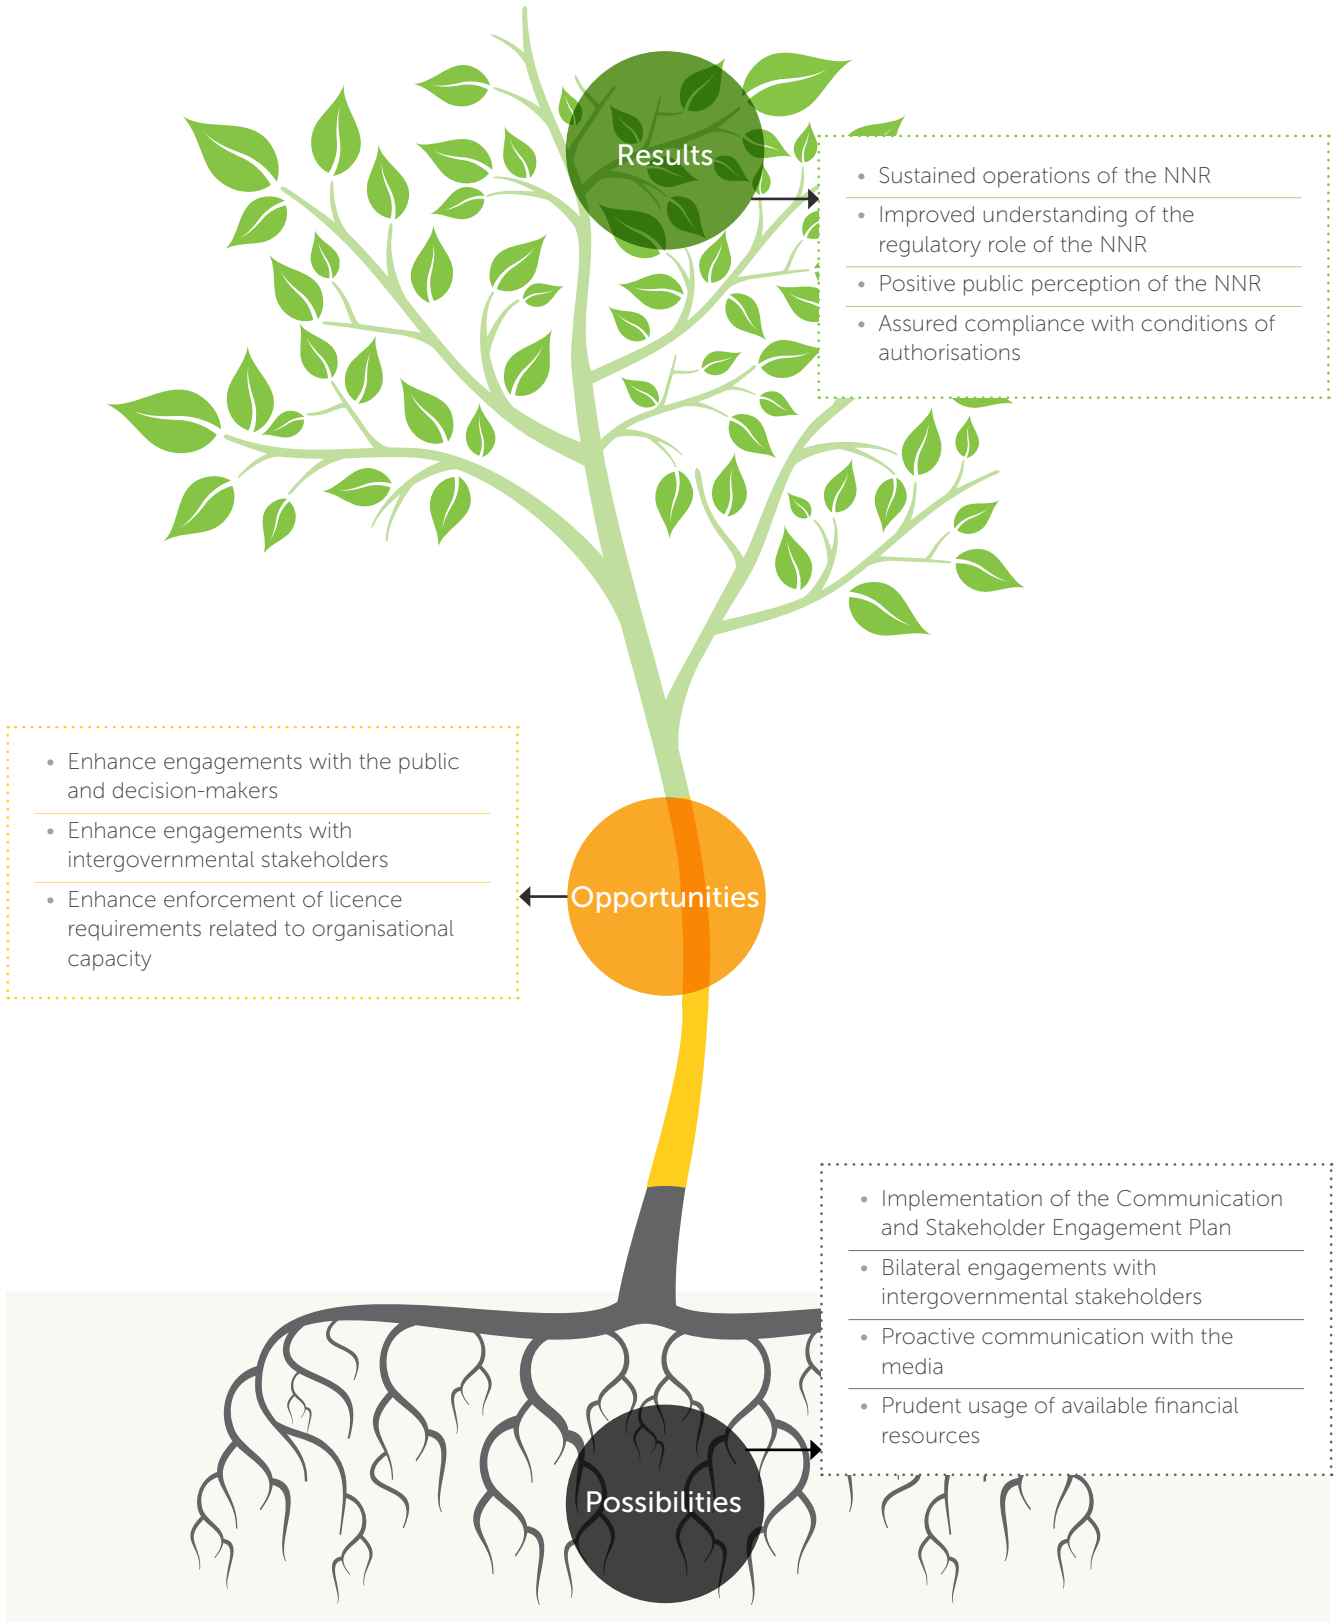 Results
• Sustained operations of the NNR
• Improved understanding of the
regulatory role of the NNR
• Positive public perception of the NNR
• Assured compliance with conditions of
authorisations
• Enhance engagements with the public
and decision-makers
• Enhance engagements with
intergovernmental stakeholders
• Enhance enforcement of licence
requirements related to organisational
capacity
Opportunities
• Implementation of the Communication
and Stakeholder Engagement Plan
• Bilateral engagements with
intergovernmental stakeholders
• Proactive communication with the
media
• Prudent usage of available financial
resources
Possibilities